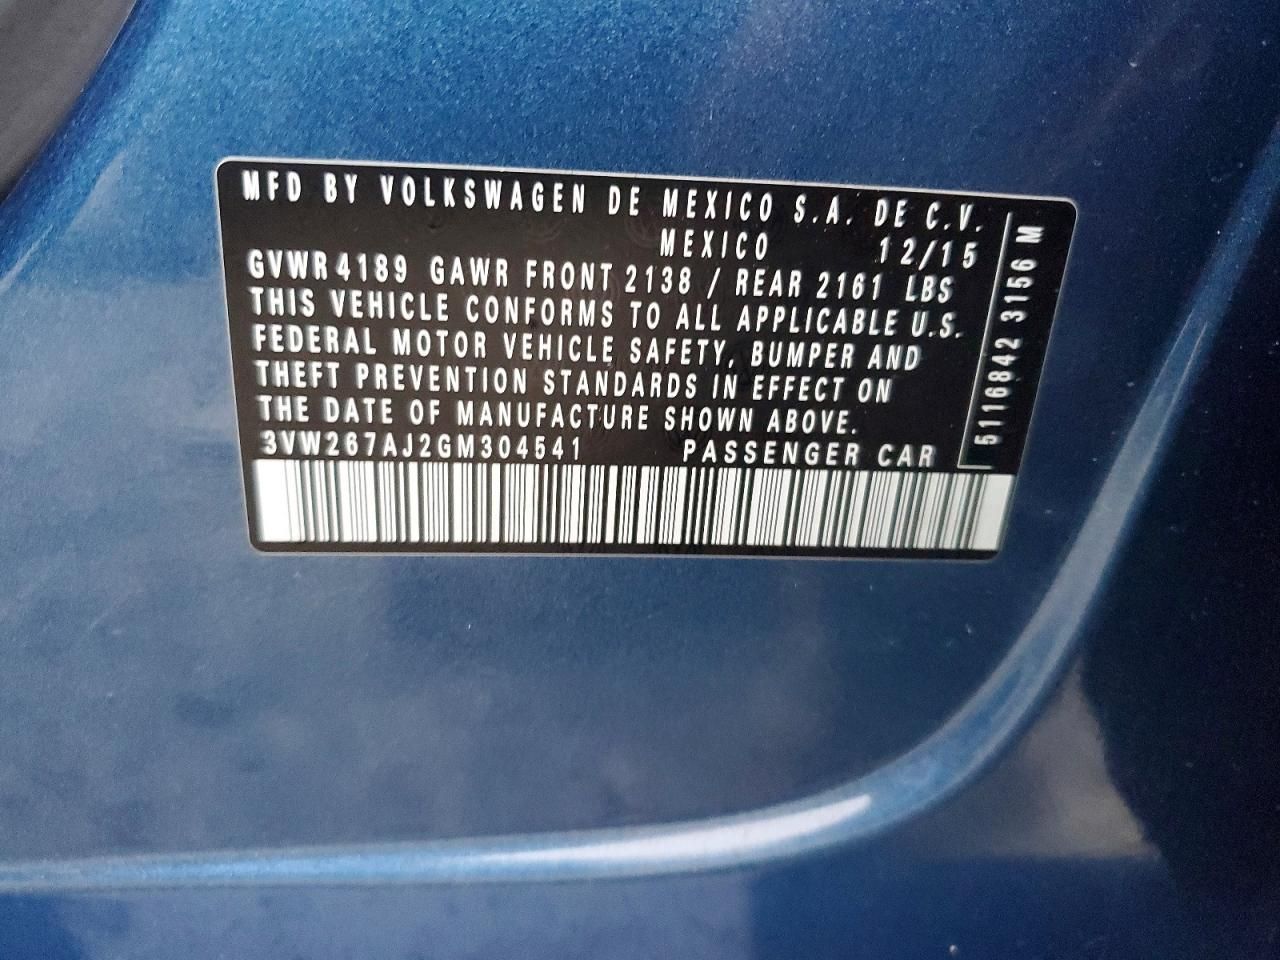 MFD BY VOLKSWAGEN DE MEXICO S.A. DE C.V.
MEXICO 12/15
GVWR 4189 GAWR FRONT 2138 / REAR 2161 LBS
THIS VEHICLE CONFORMS TO ALL APPLICABLE U.S.
FEDERAL MOTOR VEHICLE SAFETY, BUMPER AND
THEFT PREVENTION STANDARDS IN EFFECT ON
THE DATE OF MANUFACTURE SHOWN ABOVE.
3VW267AJ2GM304541 PASSENGER CAR
5116842 3156 M